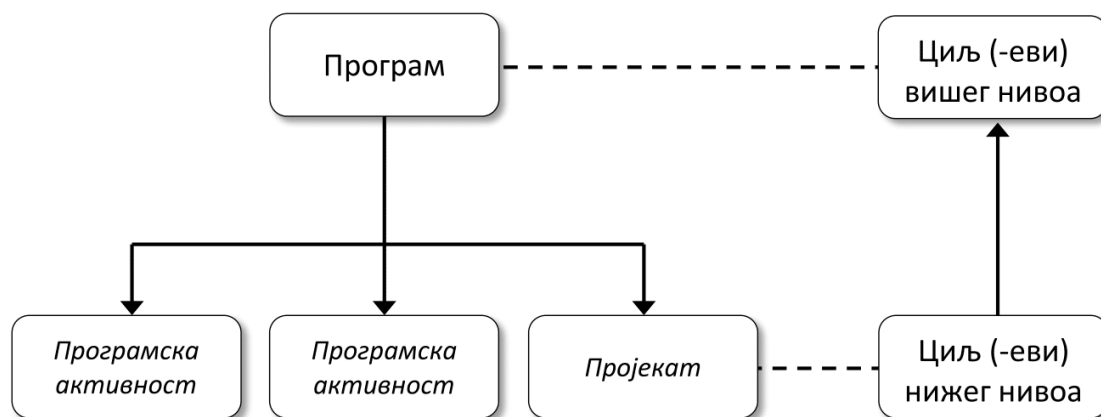 Програм
Циљ (-еви)
вишег нивоа
Програмска
активност
Програмска
активност
Пројекат
Циљ (-еви)
нижег нивоа